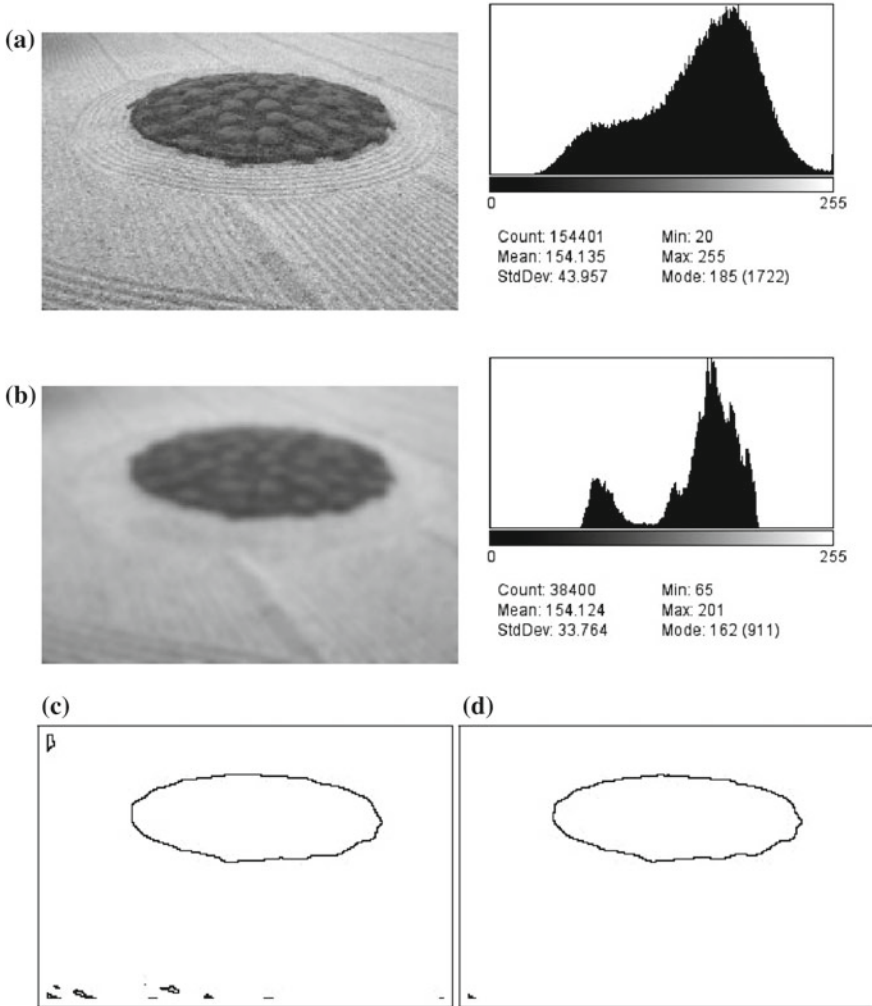 (a)
0 255
Count: 154401 Min: 20
Mean: 154.135 Max: 255
StdDev: 43.957 Mode: 185 (1722)
(b)
0 255
Count: 38400 Min: 65
Mean: 154.124 Max: 201
StdDev: 33.764 Mode: 162 (911)
(c) (d)